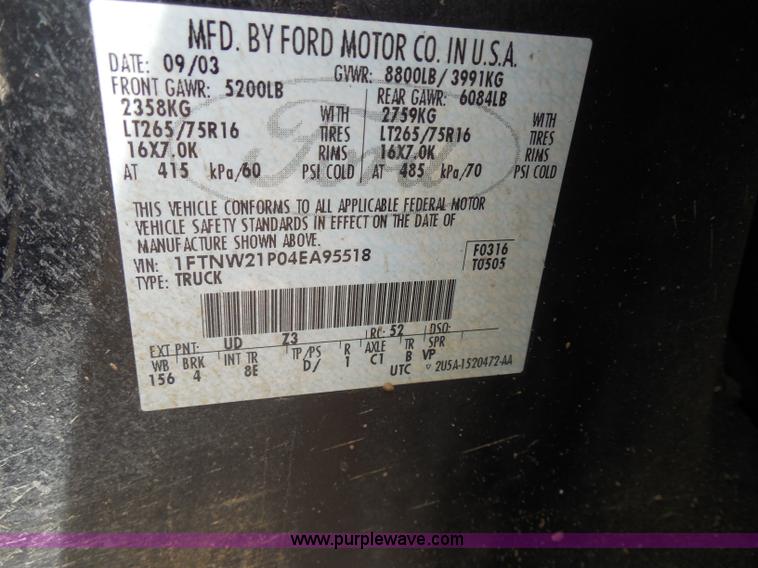 MFD. BY FORD MOTOR CO. IN U.S.A.
DATE: 09/03 GVWR: 8800LB/ 3991KG
FRONT GAWR: 5200LB REAR GAWR: 6084LB
2358KG WITH 2759KG WITH
LT265/75R16 TIRES LT265/75R16 TIRES
16X7.0K RIMS 16X7.0K RIMS
AT 415 kPa/60 PSI COLD AT 485 kPa/70 PSI COLD
Ford
THIS VEHICLE CONFORMS TO ALL APPLICABLE FEDERAL MOTOR
VEHICLE SAFETY STANDARDS IN EFFECT ON THE DATE OF
MANUFACTURE SHOWN ABOVE.
VIN: 1FTNW21P04EA95518 F0316
TYPE: TRUCK T0505
EXT PNT: UD Z3 RC: 52 DSO:
WB BRK INT TR TP/PS R AXLE TR SPR
156 4 8E D/ 1 C1 B VP
UTC 2U5A-1520472-AA
www.purplewave.com